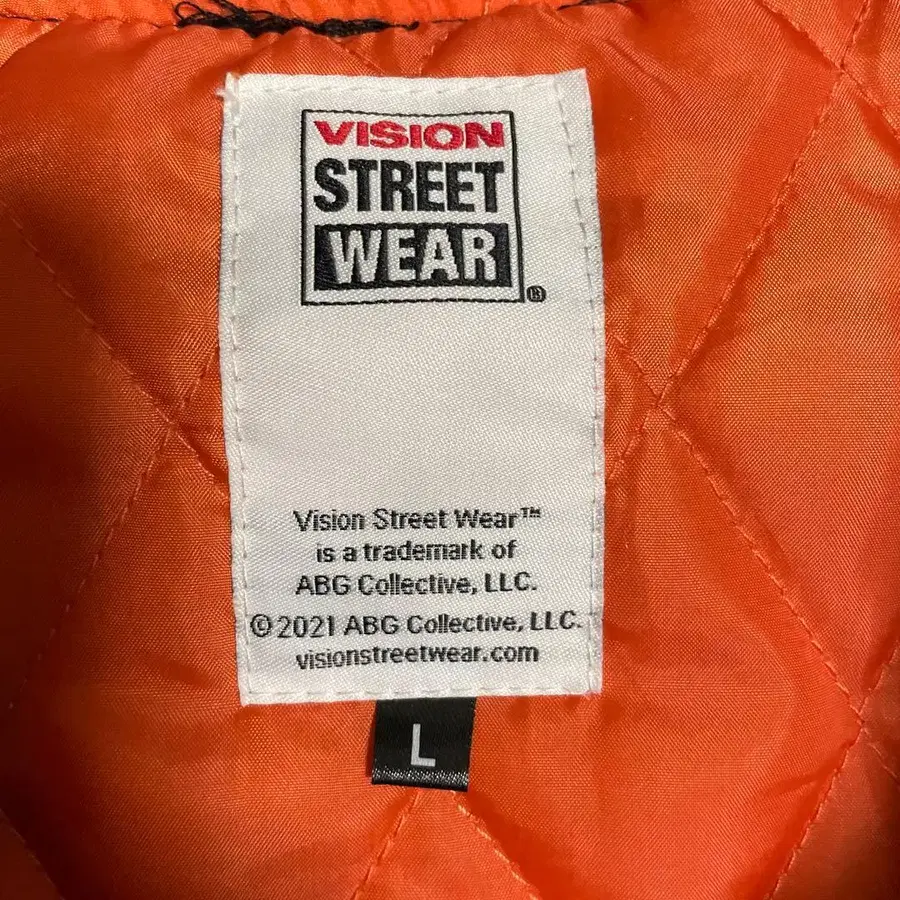 VISION
STREET
WEAR®
Vision Street Wear™
is a trademark of
ABG Collective, LLC.
©2021 ABG Collective, LLC.
visionstreetwear.com
L